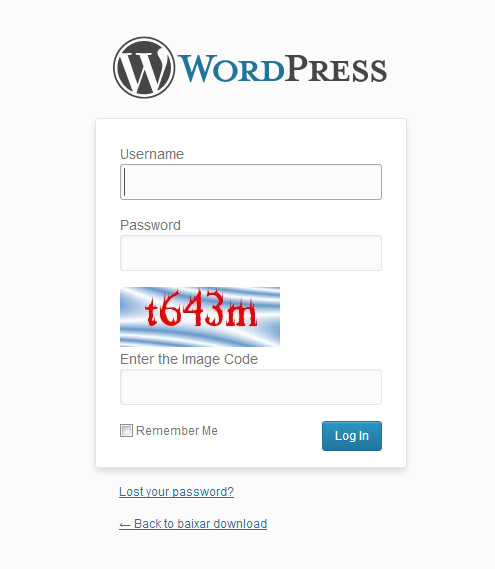 WORDPRESS
Username
Password
t643m
Enter the Image Code
Remember Me
Log In
Lost your password?
← Back to baixar download